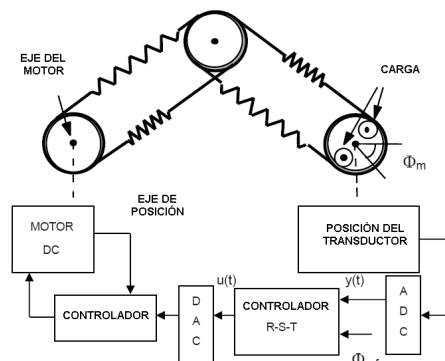 EJE DEL
MOTOR
CARGA
Φm
EJE DE
POSICIÓN
MOTOR
DC
POSICIÓN DEL
TRANSDUCTOR
u(t)
y(t)
CONTROLADOR
D
A
C
CONTROLADOR
R-S-T
A
D
C